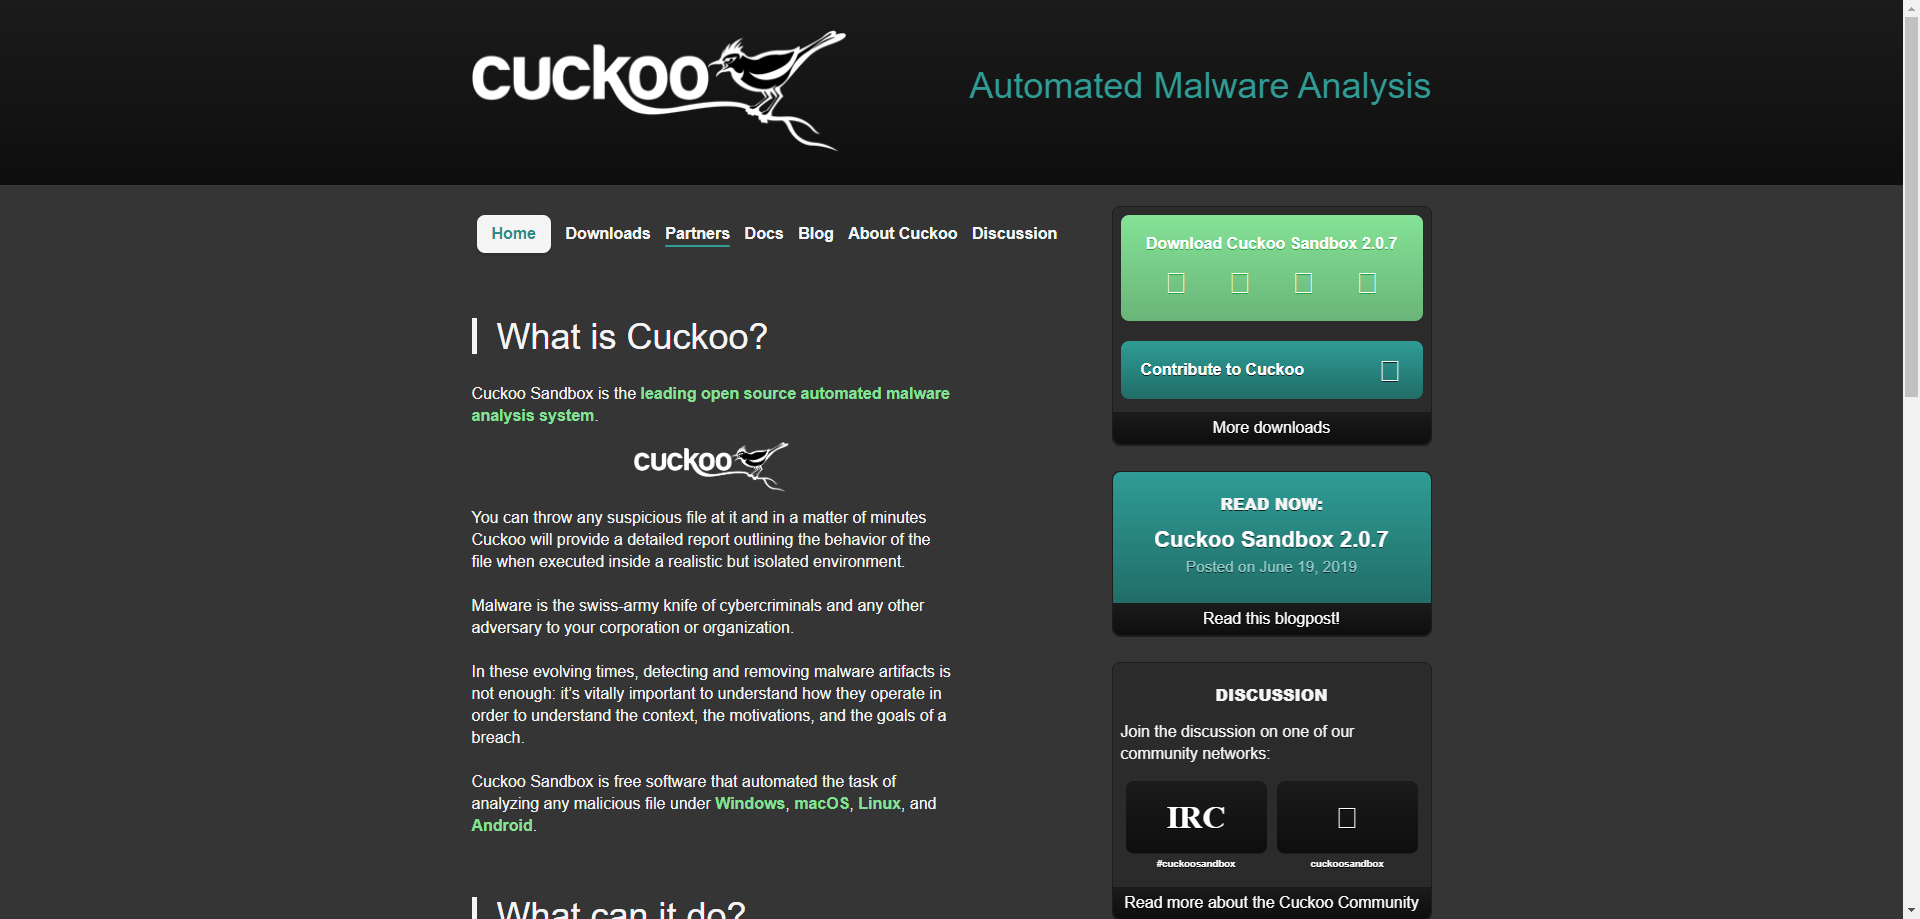 cuckoo
Automated Malware Analysis
Home Downloads Partners Docs Blog About Cuckoo Discussion
What is Cuckoo?
Cuckoo Sandbox is the leading open source automated malware
analysis system.
cuckoo
You can throw any suspicious file at it and in a matter of minutes
Cuckoo will provide a detailed report outlining the behavior of the
file when executed inside a realistic but isolated environment.
Malware is the swiss-army knife of cybercriminals and any other
adversary to your corporation or organization.
In these evolving times, detecting and removing malware artifacts is
not enough: it’s vitally important to understand how they operate in
order to understand the context, the motivations, and the goals of a
breach.
Cuckoo Sandbox is free software that automated the task of
analyzing any malicious file under Windows, macOS, Linux, and
Android.
What can it do?
Download Cuckoo Sandbox 2.0.7
Contribute to Cuckoo
More downloads
READ NOW:
Cuckoo Sandbox 2.0.7
Posted on June 19, 2019
Read this blogpost!
DISCUSSION
Join the discussion on one of our
community networks:
IRC
#cuckoosandbox cuckoosandbox
Read more about the Cuckoo Community